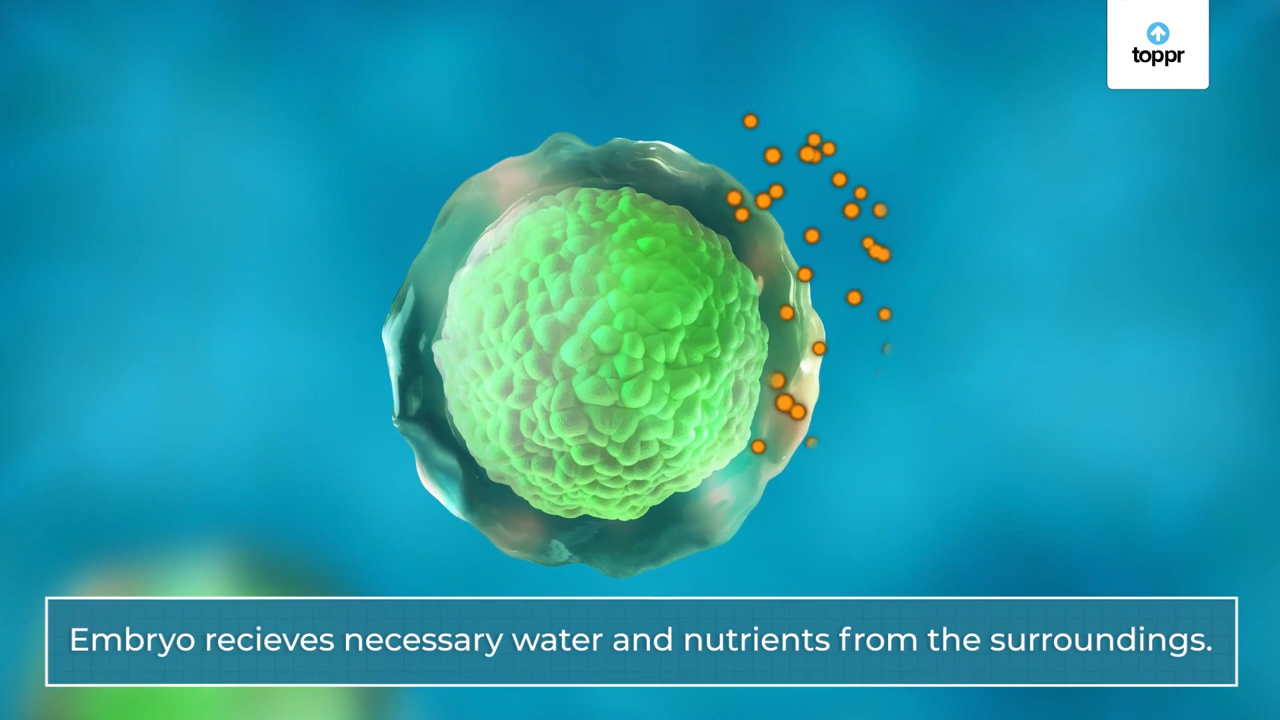 toppr
Embryo recieves necessary water and nutrients from the surroundings.